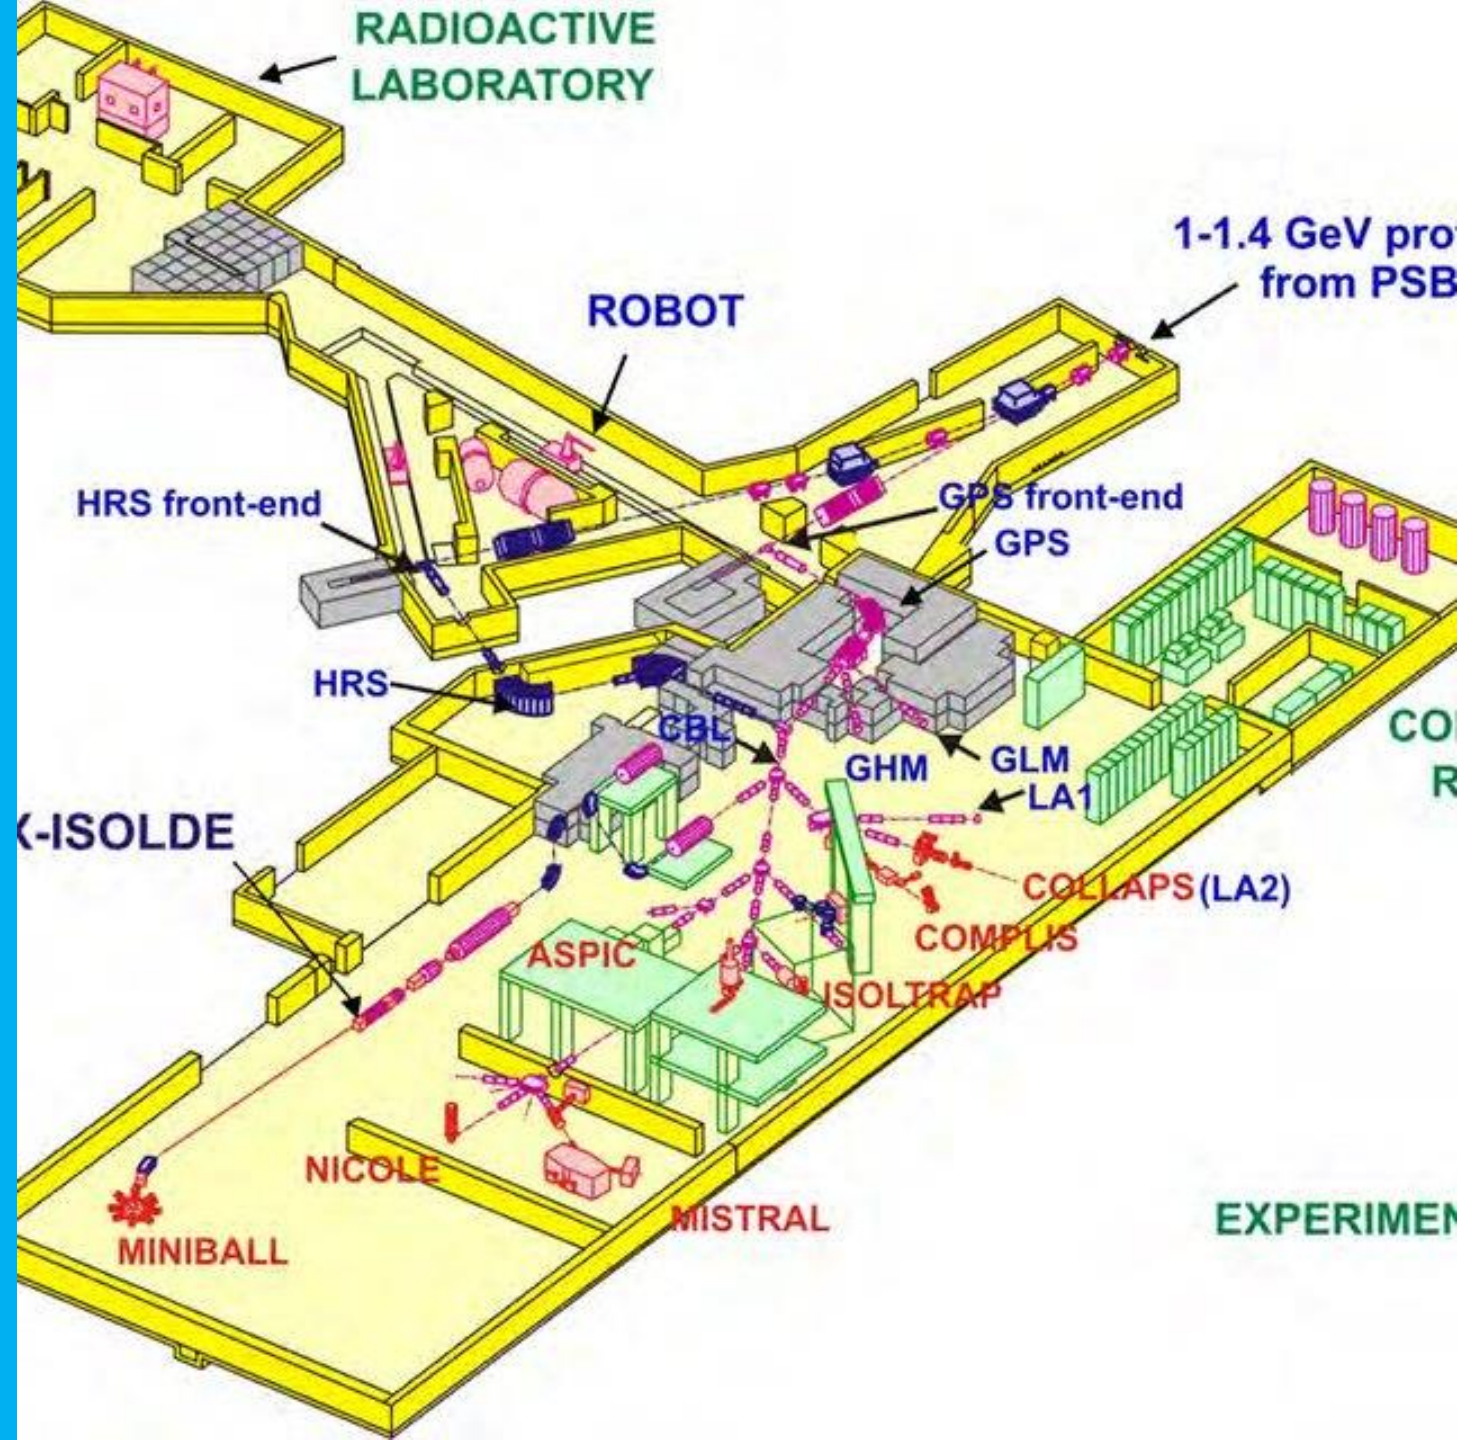 RADIOACTIVE
LABORATORY
1-1.4 GeV pro
from PSB
ROBOT
HRS front-end
GPS front-end
GPS
HRS
CBL
GHM
GLM
LA1
X-ISOLDE
COLLAPS (LA2)
COMPLIS
ASPIC
ISOLTRAP
NICOLE
MISTRAL
MINIBALL
CO
R
EXPERIMEN